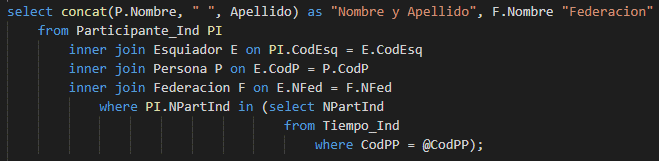 select concat(P.Nombre, " ", Apellido) as "Nombre y Apellido", F.Nombre "Federacion"
from Participante_Ind PI
inner join Esquiador E on PI.CodEsq = E.CodEsq
inner join Persona P on E.CodP = P.CodP
inner join Federacion F on E.NFed = F.NFed
where PI.NPartInd in (select NPartInd
from Tiempo_Ind
where CodPP = @CodPP);